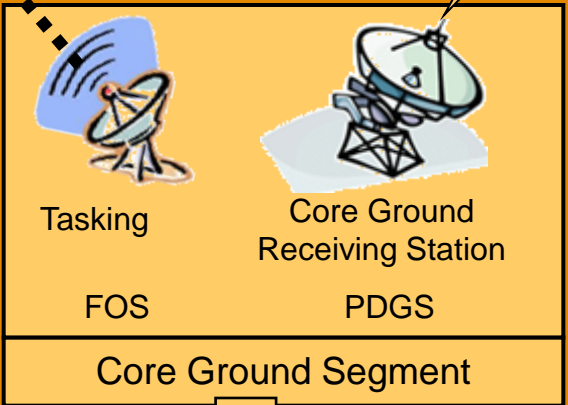 Tasking
Core Ground
Receiving Station
FOS
PDGS
Core Ground Segment